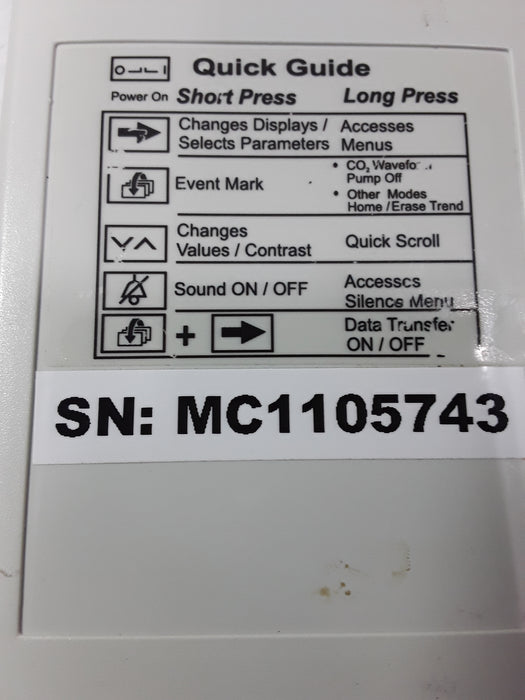 Quick Guide
Power On Short Press Long Press
Changes Displays / Accesses
Selects Parameters Menus
• CO₂
Pump Off
Event Mark
• Other Modes
Home / Erase Trend
Changes
Values / Contrast Quick Scroll
Sound ON / OFF Accesses
Silence Menu
+ Data Transfer
ON / OFF
SN: MC1105743